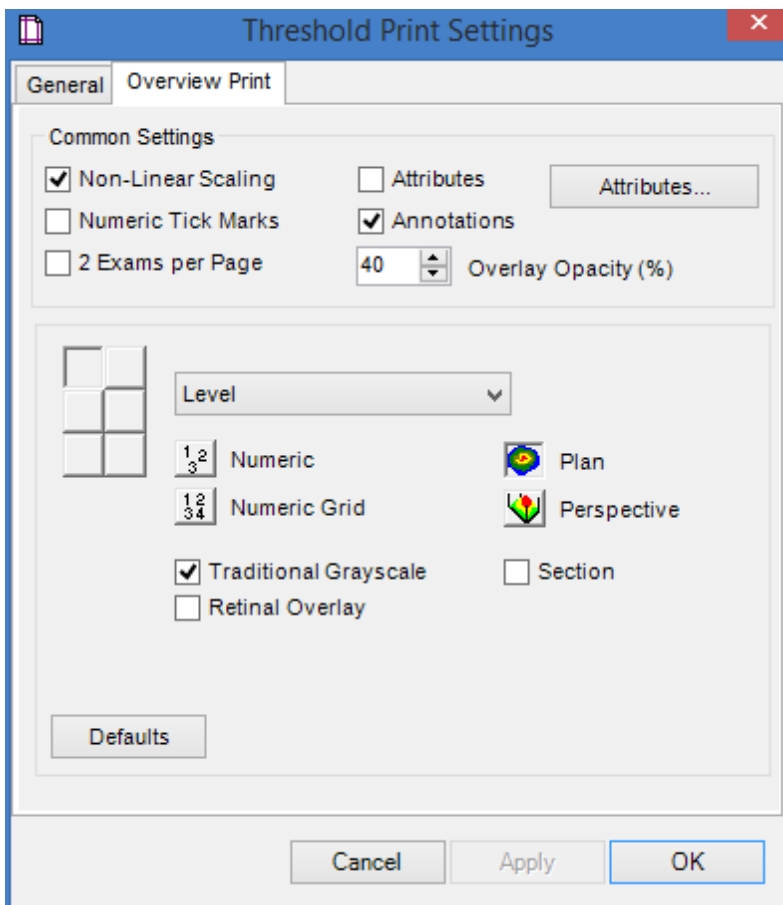 Threshold Print Settings
General Overview Print
Common Settings
Non-Linear Scaling Attributes Attributes...
Numeric Tick Marks Annotations
2 Exams per Page 40 Overlay Opacity (%)
Level
1 2 3 Numeric Plan
1 2 3 4 Numeric Grid Perspective
Traditional Grayscale Section
Retinal Overlay
Defaults
Cancel Apply OK